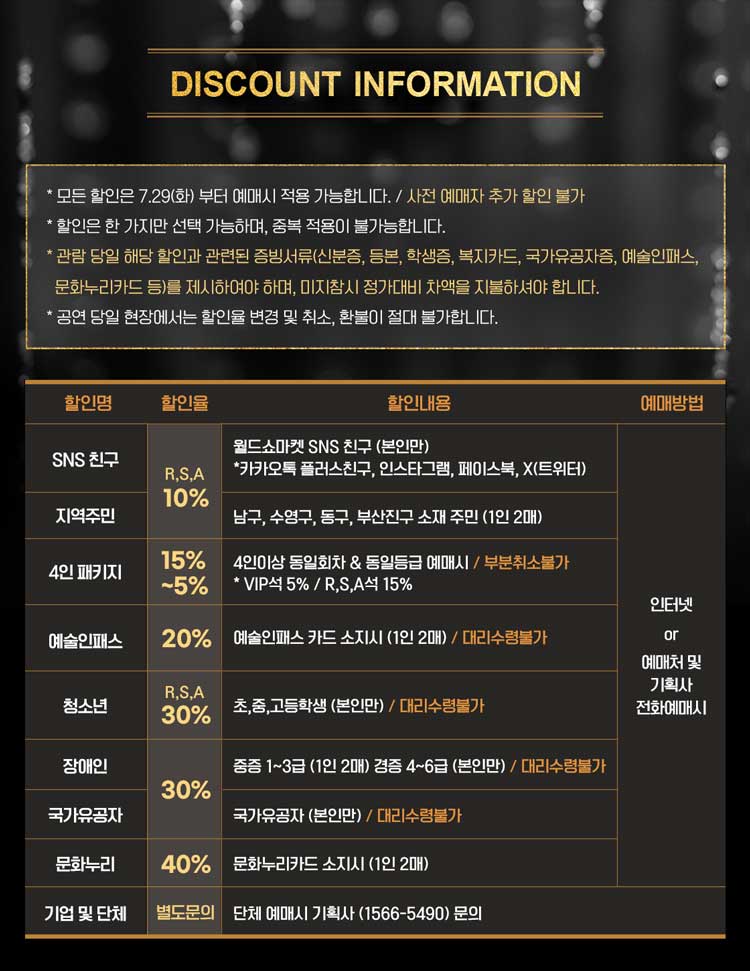 DISCOUNT INFORMATION
* 모든 할인은 7.29(화) 부터 예매시 적용 가능합니다. / 사전 예매자 추가 할인 불가
* 할인은 한 가지만 선택 가능하며, 중복 적용이 불가능합니다.
* 관람 당일 해당 할인과 관련된 증빙서류(신분증, 등본, 학생증, 복지카드, 국가유공자증, 예술인패스,
문화누리카드 등)를 제시하여야 하며, 미지참시 정가대비 차액을 지불하셔야 합니다.
* 공연 당일 현장에서는 할인율 변경 및 취소, 환불이 절대 불가합니다.
할인명 할인율 할인내용 예매방법
SNS 친구
R,S,A
10%
월드쇼마켓 SNS 친구 (본인만)
*카카오톡 플러스친구, 인스타그램, 페이스북, X(트위터)
지역주민
남구, 수영구, 동구, 부산진구 소재 주민 (1인 2매)
4인 패키지
15%
~5%
4인이상 동일회차 & 동일등급 예매시 / 부분취소불가
* VIP석 5% / R,S,A석 15%
예술인패스 20% 예술인패스 카드 소지시 (1인 2매) / 대리수령불가
청소년
R,S,A
30%
초,중,고등학생 (본인만) / 대리수령불가
장애인
30%
중증 1~3급 (1인 2매) 경증 4~6급 (본인만) / 대리수령불가
국가유공자
국가유공자 (본인만) / 대리수령불가
문화누리 40% 문화누리카드 소지시 (1인 2매)
인터넷
or
예매처 및
기획사
전화예매시
기업 및 단체 별도문의 단체 예매시 기획사 (1566-5490) 문의